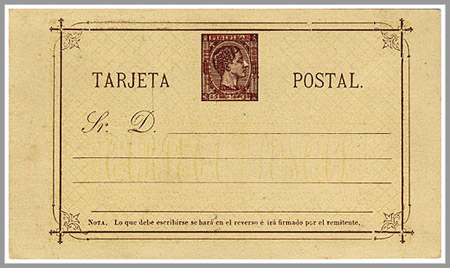 FILIPINAS
TARJETA POSTAL.
Sr. D.
NOTA. Lo que debe escribirse se hará en el reverso é irá firmado por el remitente.